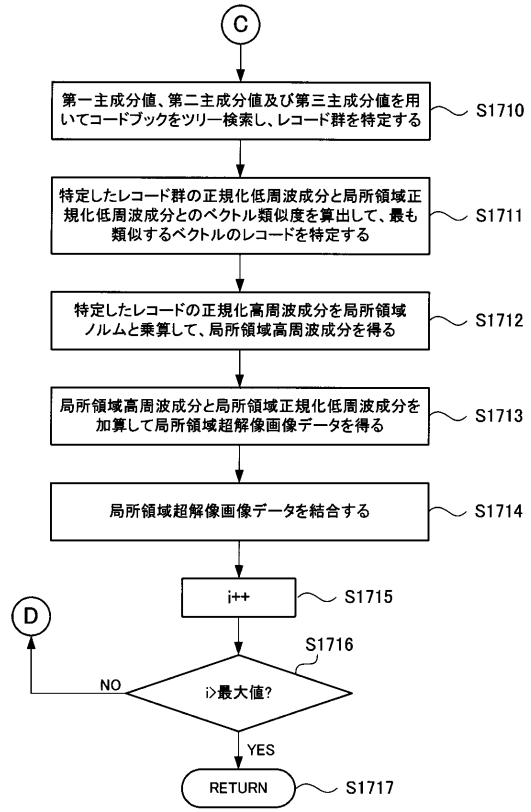 C
第一主成分値、第二主成分値及び第三主成分値を用
いてコードブックをツリー検索し、レコード群を特定する
S1710
特定したレコード群の正規化低周波成分と局所領域正
規化低周波成分とのベクトル類似度を算出して、最も
類似するベクトルのレコードを特定する
S1711
特定したレコードの正規化高周波成分を局所領域
ノルムと乗算して、局所領域高周波成分を得る
S1712
局所領域高周波成分と局所領域正規化低周波成分を
加算して局所領域超解像画像データを得る
S1713
局所領域超解像画像データを結合する
S1714
i++
S1715
D
S1716
NO
i>最大値?
YES
RETURN
S1717